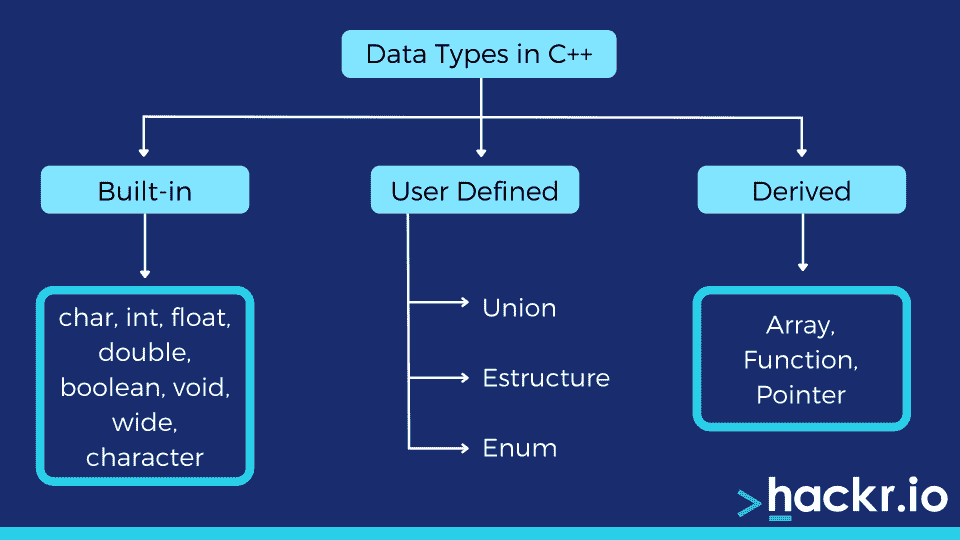 Data Types in C++
Built-in
User Defined
Derived
char, int, float,
double,
boolean, void,
wide,
character
Union
Estructure
Enum
Array,
Function,
Pointer
>hackr.io